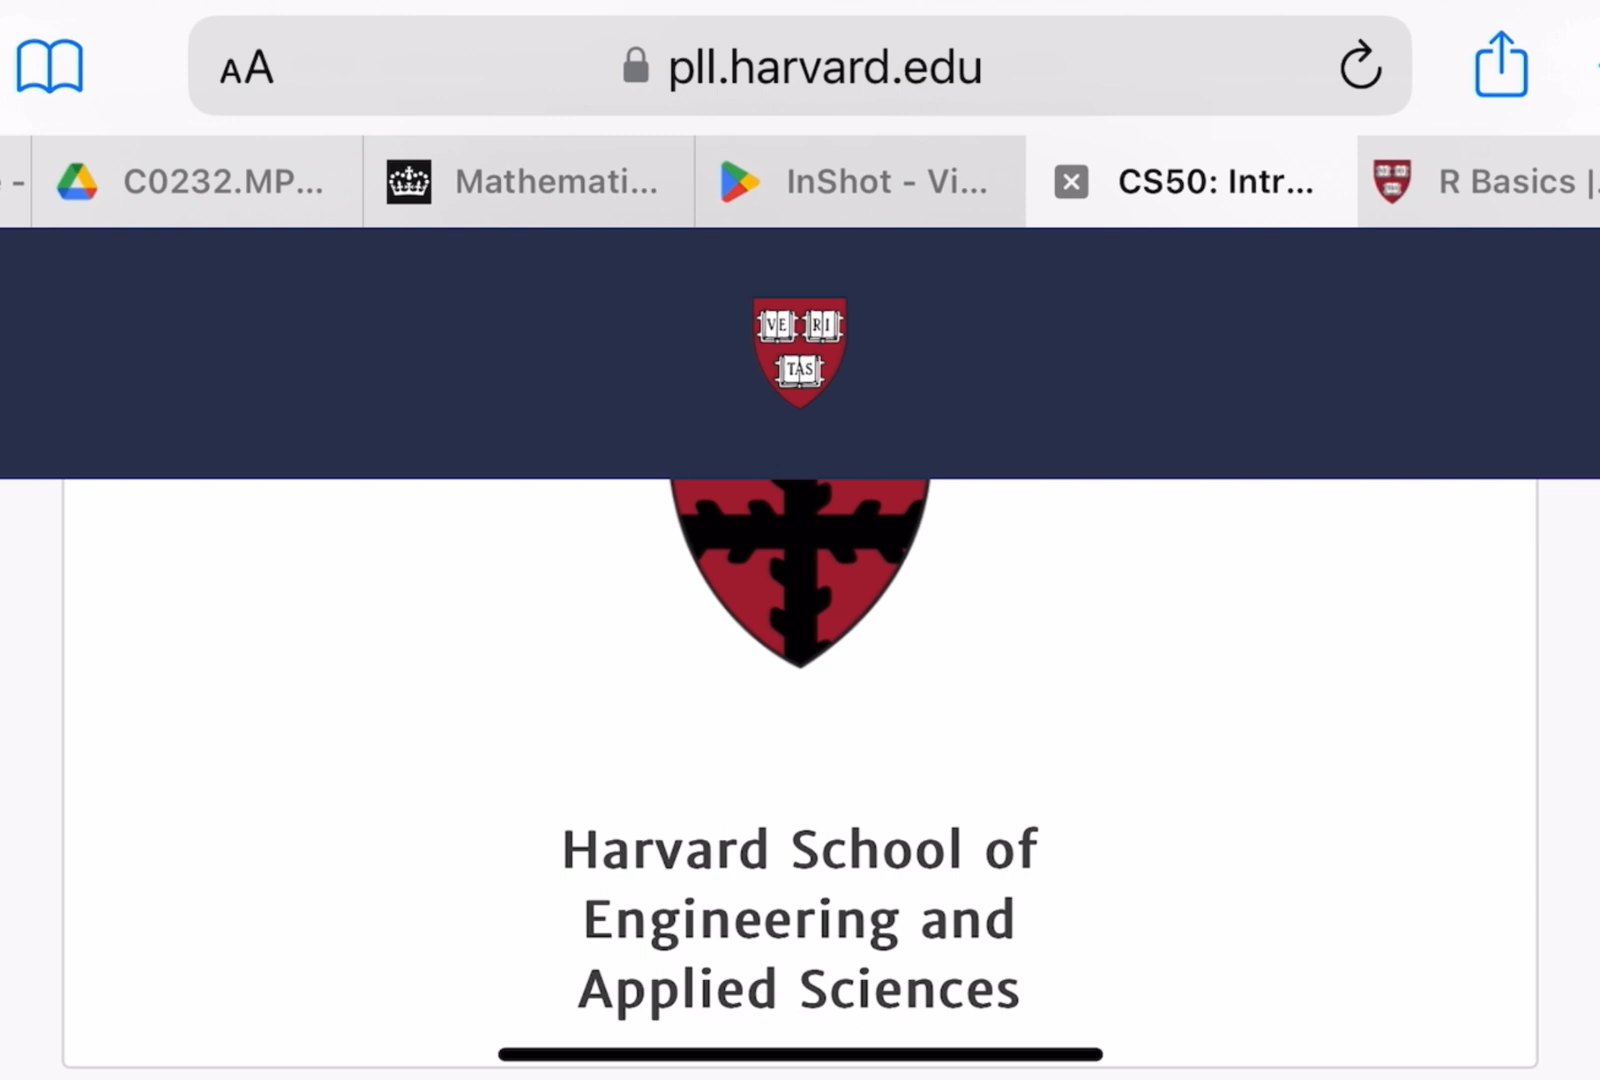 AA
pll.harvard.edu
C0232.MP...
Mathemati...
InShot - Vi...
CS50: Intr...
R Basics |
VE RI
TAS
Harvard School of
Engineering and
Applied Sciences